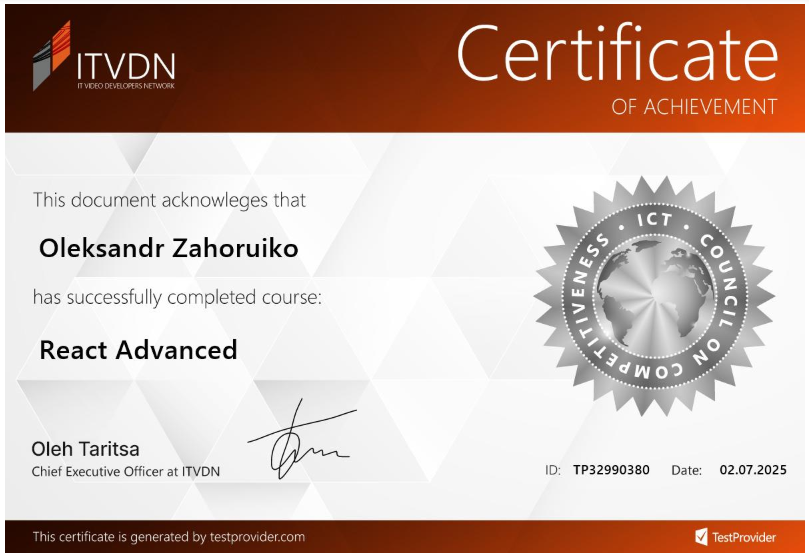 ITVDN
IT VIDEO DEVELOPERS NETWORK
Certificate
OF ACHIEVEMENT
This document acknowleges that
Oleksandr Zahoruiko
has successfully completed course:
React Advanced
ICT • COUNCIL ON COMPETITIVENESS •
Oleh Taritsa
Chief Executive Officer at ITVDN
ID: TP32990380 Date: 02.07.2025
This certificate is generated by testprovider.com
TestProvider